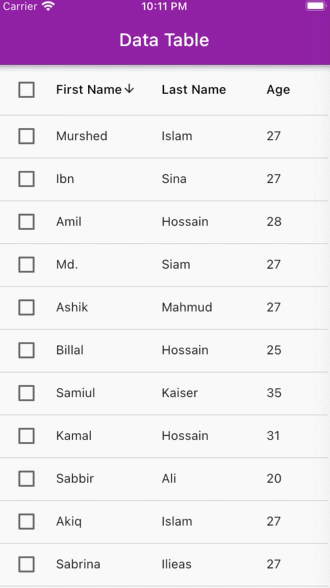 Carrier 10:11 PM
Data Table
First Name Last Name Age
Murshed Islam 27
Ibn Sina 27
Amil Hossain 28
Md. Siam 27
Ashik Mahmud 27
Billal Hossain 25
Samiul Kaiser 35
Kamal Hossain 31
Sabbir Ali 20
Akiq Islam 27
Sabrina Ilieas 27